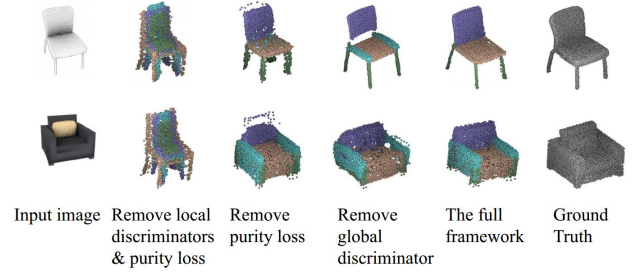 Input image
Remove local
discriminators
& purity loss
Remove
purity loss
Remove
global
discriminator
The full
framework
Ground
Truth